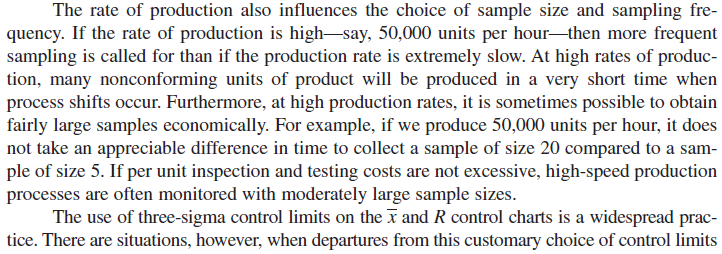 The rate of production also influences the choice of sample size and sampling fre-
quency. If the rate of production is high—say, 50,000 units per hour—then more frequent
sampling is called for than if the production rate is extremely slow. At high rates of produc-
tion, many nonconforming units of product will be produced in a very short time when
process shifts occur. Furthermore, at high production rates, it is sometimes possible to obtain
fairly large samples economically. For example, if we produce 50,000 units per hour, it does
not take an appreciable difference in time to collect a sample of size 20 compared to a sam-
ple of size 5. If per unit inspection and testing costs are not excessive, high-speed production
processes are often monitored with moderately large sample sizes.
The use of three-sigma control limits on the x̄ and R control charts is a widespread prac-
tice. There are situations, however, when departures from this customary choice of control limits